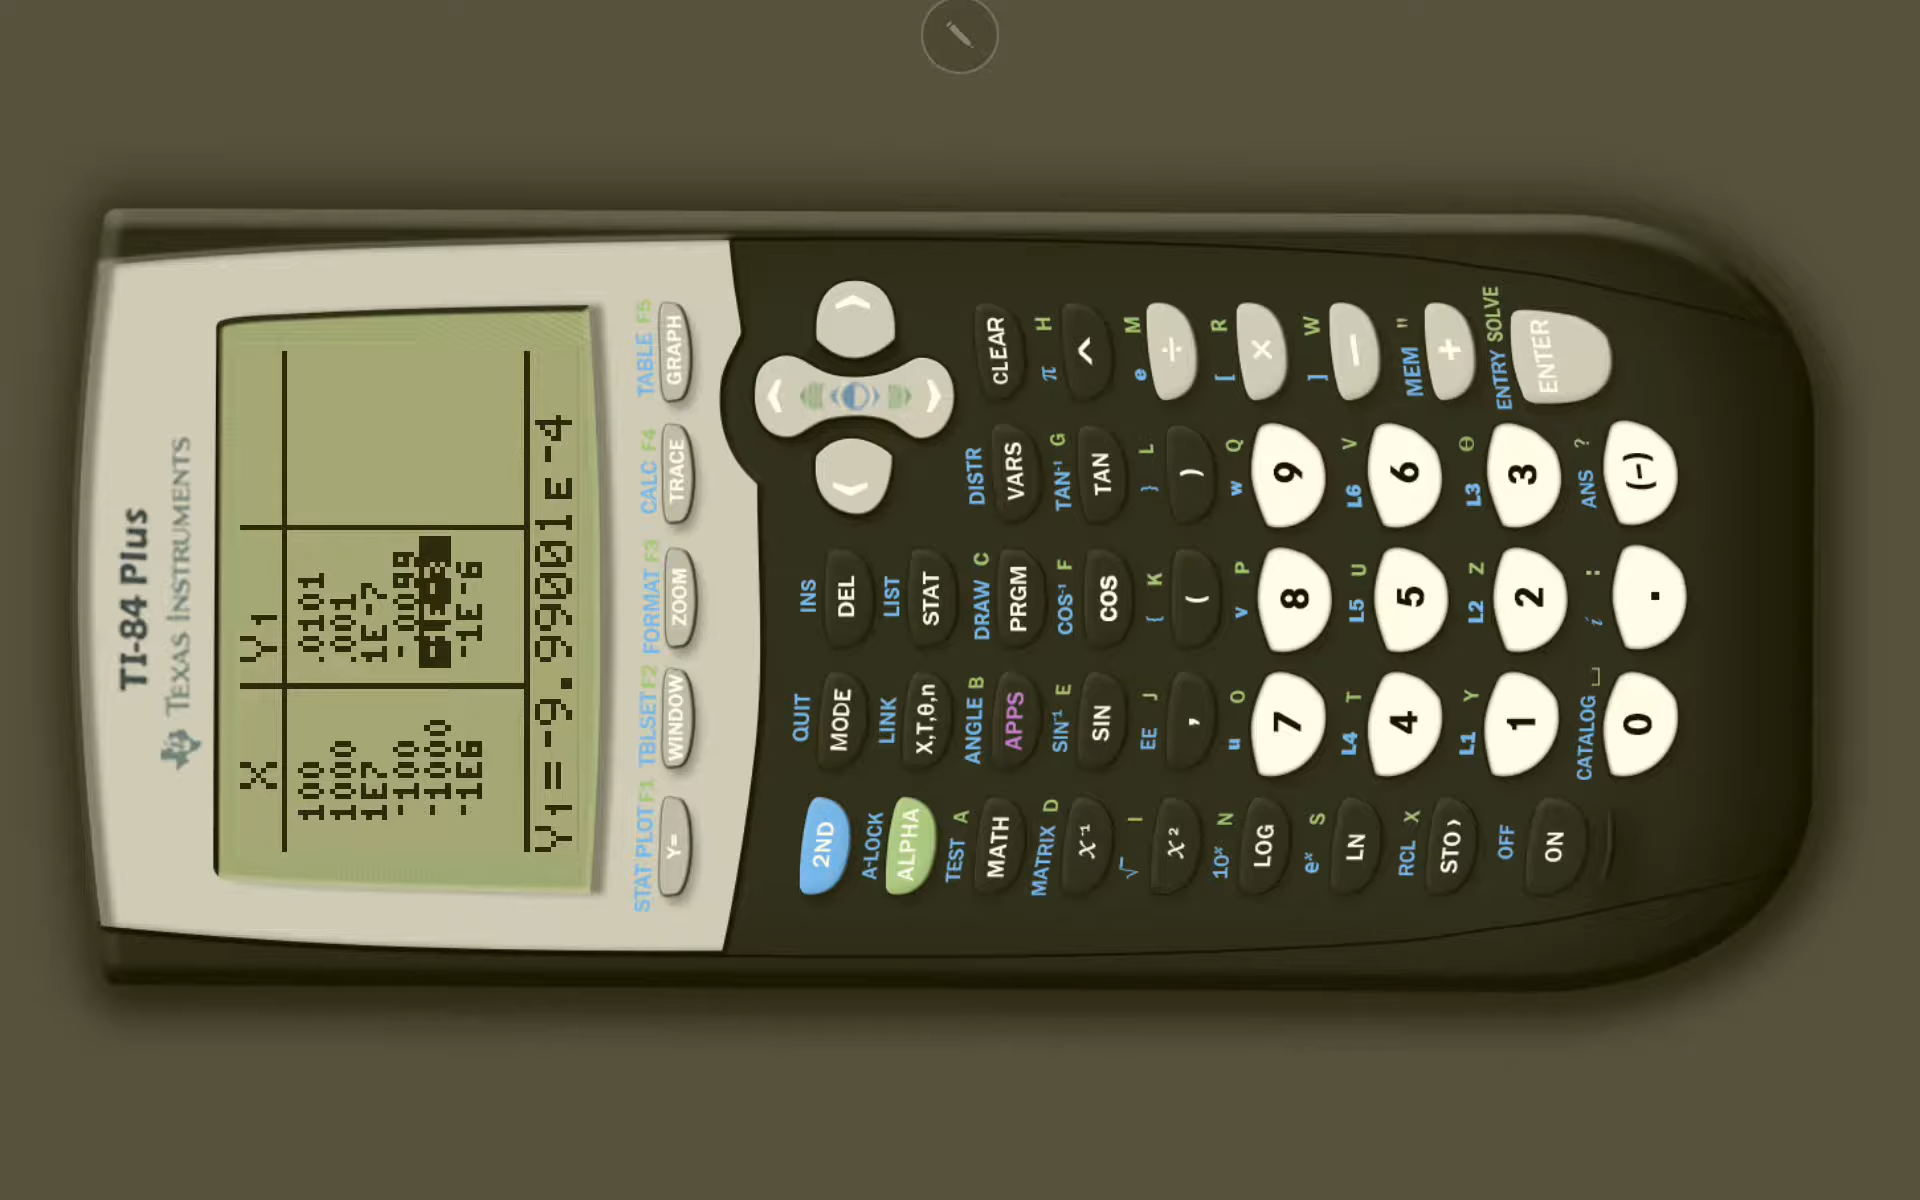 TI-84 Plus
TEXAS INSTRUMENTS
X Y1
100 .0101
1000 .001
1E7 1E-7
-100 -.0099
-1000 -1E-3
-1E6 -1E-6
Y1=-9.99001E-4
STAT PLOT F1 TBLSET F2 FORMAT F3 CALC F4 TABLE F5
Y= WINDOW ZOOM TRACE GRAPH
QUIT INS
2ND MODE DEL
A-LOCK LINK LIST
ALPHA X,T,θ,n STAT
TEST A ANGLE B DRAW C DISTR
MATH APPS PRGM VARS CLEAR
MATRIX D SIN⁻¹ E COS⁻¹ F TAN⁻¹ G π H
x⁻¹ SIN COS TAN ^
√ I EE J { K } L e M
x² , ( ) ÷
10ˣ N u O v P w Q [ R
LOG 7 8 9 ×
eˣ S L4 T L5 U L6 V ] W
LN 4 5 6 −
RCL X L1 Y L2 Z L3 θ MEM "
STO› 1 2 3 +
OFF CATALOG ⎵ i : ANS ? ENTRY SOLVE
ON 0 . (-) ENTER